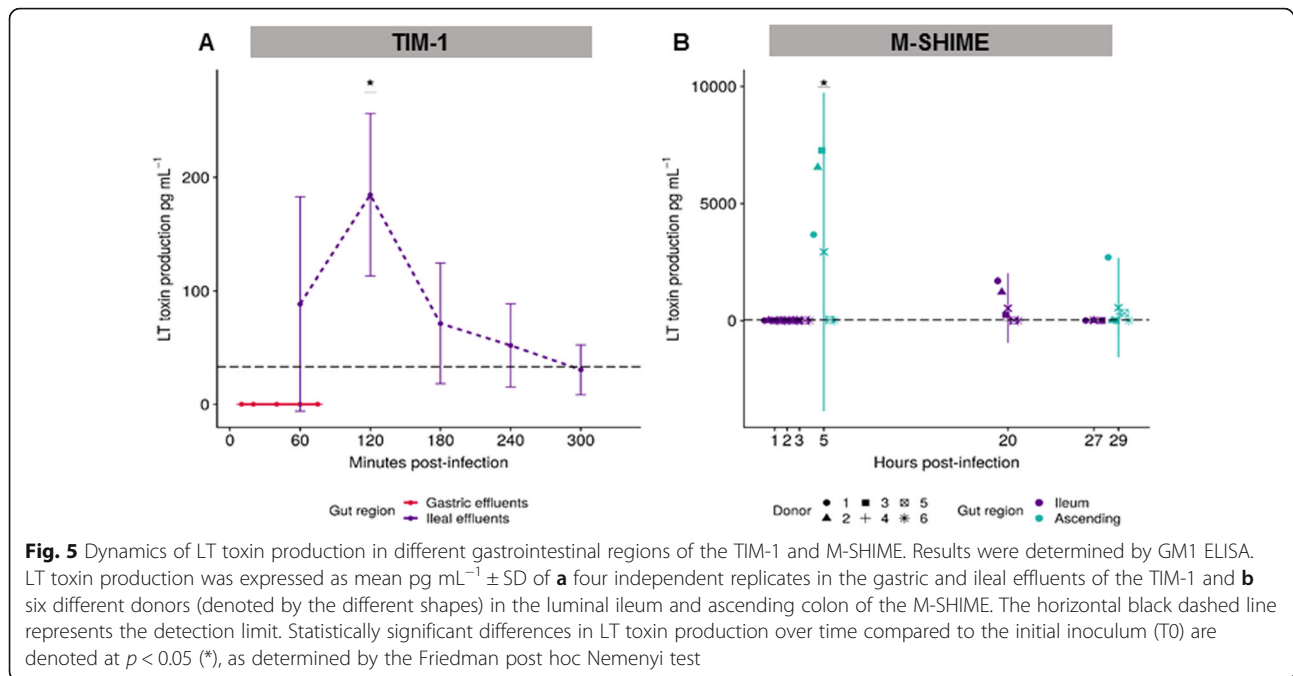 A
TIM-1
*
LT toxin production pg mL⁻¹
200
100
0
0 60 120 180 240 300
Minutes post-infection
Gut region
Gastric effluents
Ileal effluents
B
M-SHIME
*
LT toxin production pg mL⁻¹
10000
5000
0
1 2 3 5 20 27 29
Hours post-infection
Donor
1 3 5
2 4 6
Gut region
Ileum
Ascending
Fig. 5 Dynamics of LT toxin production in different gastrointestinal regions of the TIM-1 and M-SHIME. Results were determined by GM1 ELISA.
LT toxin production was expressed as mean pg mL⁻¹ ± SD of a four independent replicates in the gastric and ileal effluents of the TIM-1 and b
six different donors (denoted by the different shapes) in the luminal ileum and ascending colon of the M-SHIME. The horizontal black dashed line
represents the detection limit. Statistically significant differences in LT toxin production over time compared to the initial inoculum (T0) are
denoted at p < 0.05 (*), as determined by the Friedman post hoc Nemenyi test